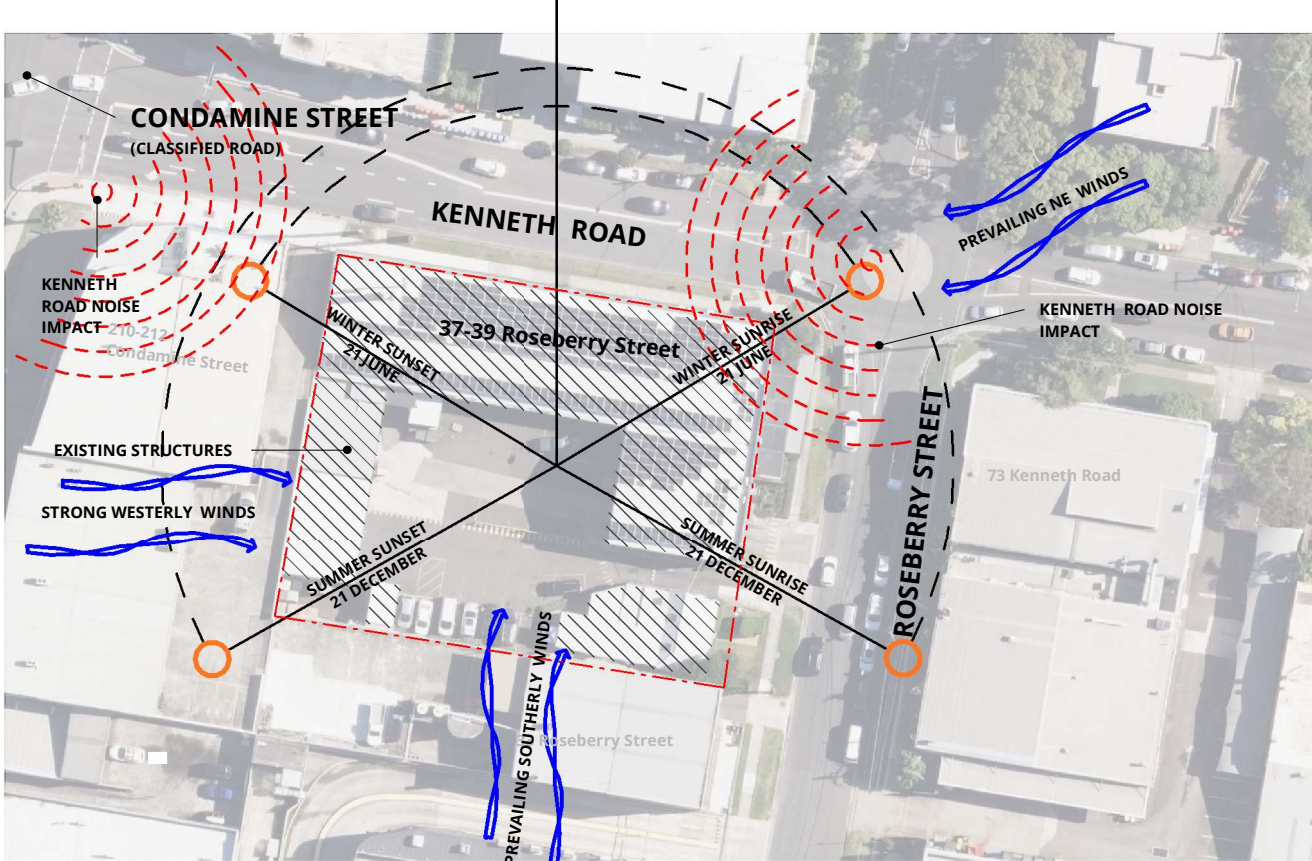 CONDAMINE STREET
(CLASSIFIED ROAD)
KENNETH ROAD
PREVAILING NE WINDS
KENNETH
ROAD NOISE
IMPACT
210-212
Condamine Street
37-39 Roseberry Street
WINTER SUNSET
21 JUNE
WINTER SUNRISE
21 JUNE
KENNETH ROAD NOISE
IMPACT
EXISTING STRUCTURES
STRONG WESTERLY WINDS
ROSEBERRY STREET
73 Kenneth Road
SUMMER SUNSET
21 DECEMBER
SUMMER SUNRISE
21 DECEMBER
PREVAILING SOUTHERLY WINDS
Roseberry Street